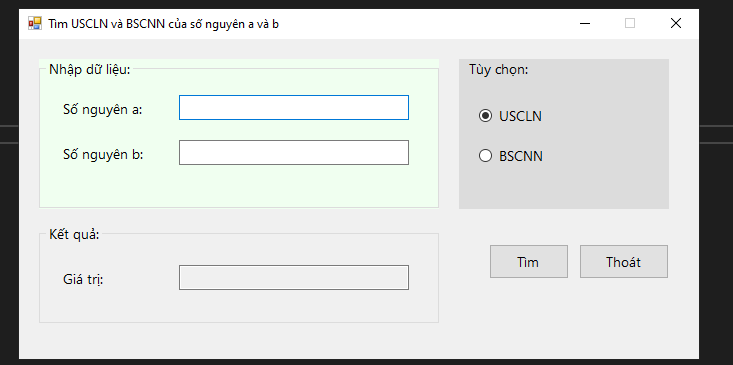 Tìm USCLN và BSCNN của số nguyên a và b
Nhập dữ liệu:
Số nguyên a:
Số nguyên b:
Tùy chọn:
USCLN
BSCNN
Kết quả:
Giá trị:
Tìm
Thoát